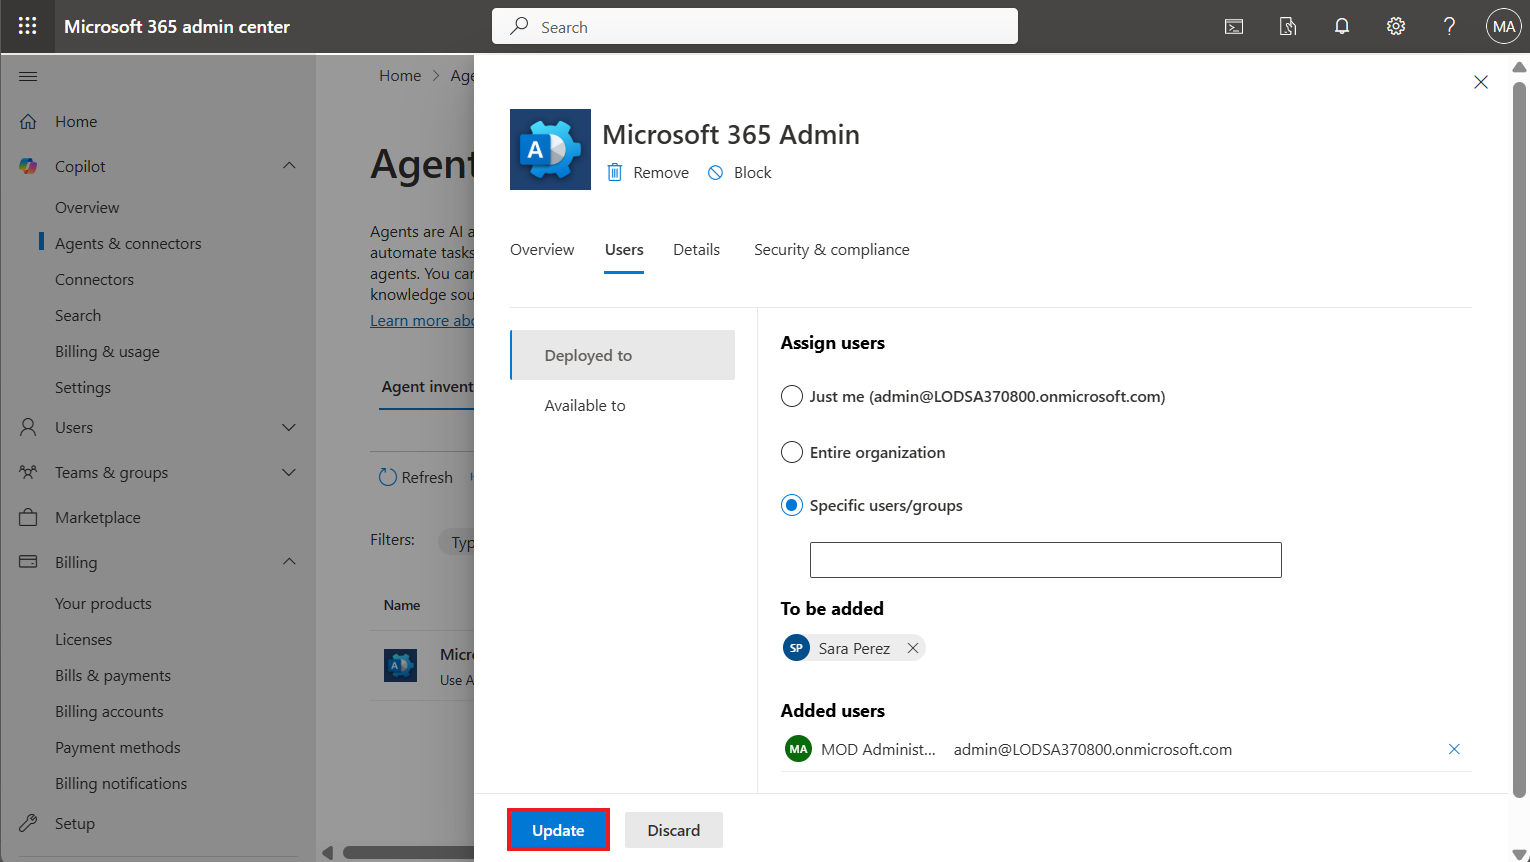 Microsoft 365 admin center
Search
MA
Home
Copilot
Overview
Agents & connectors
Connectors
Search
Billing & usage
Settings
Users
Teams & groups
Marketplace
Billing
Your products
Licenses
Bills & payments
Billing accounts
Payment methods
Billing notifications
Setup
Home > Age
Agent
Agents are AI a
automate tasks
agents. You can
knowledge sou
Learn more abo
Agent invent
Refresh
Filters: Typ
Name
Micro
Use A
Microsoft 365 Admin
Remove Block
Overview Users Details Security & compliance
Deployed to
Available to
Assign users
Just me (admin@LODSA370800.onmicrosoft.com)
Entire organization
Specific users/groups
To be added
SP Sara Perez
Added users
MA MOD Administ... admin@LODSA370800.onmicrosoft.com
Update Discard